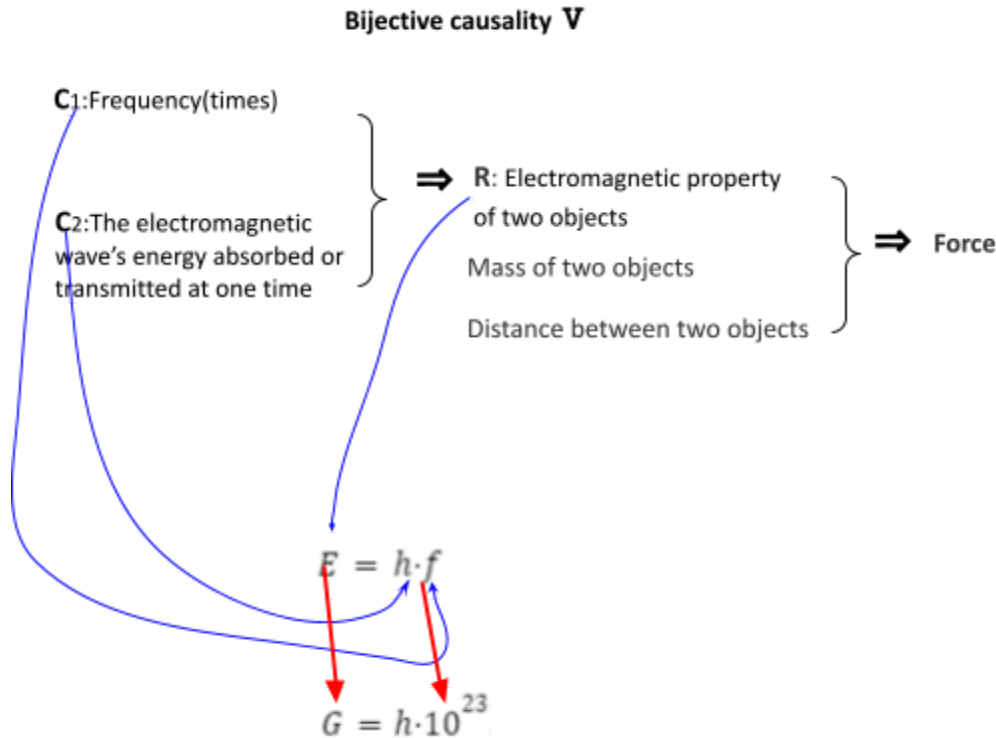 Bijective causality V
C1:Frequency(times)
C2:The electromagnetic
wave's energy absorbed or
transmitted at one time
⇒
R: Electromagnetic property
of two objects
Mass of two objects
Distance between two objects
⇒ Force
E = h·f
G = h·10^23